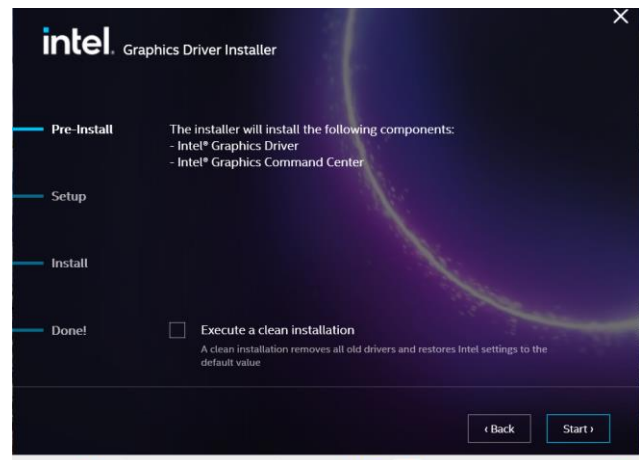 intel. Graphics Driver Installer
Pre-Install
The installer will install the following components:
- Intel® Graphics Driver
- Intel® Graphics Command Center
Setup
Install
Done!
Execute a clean installation
A clean installation removes all old drivers and restores Intel settings to the
default value
‹ Back
Start ›